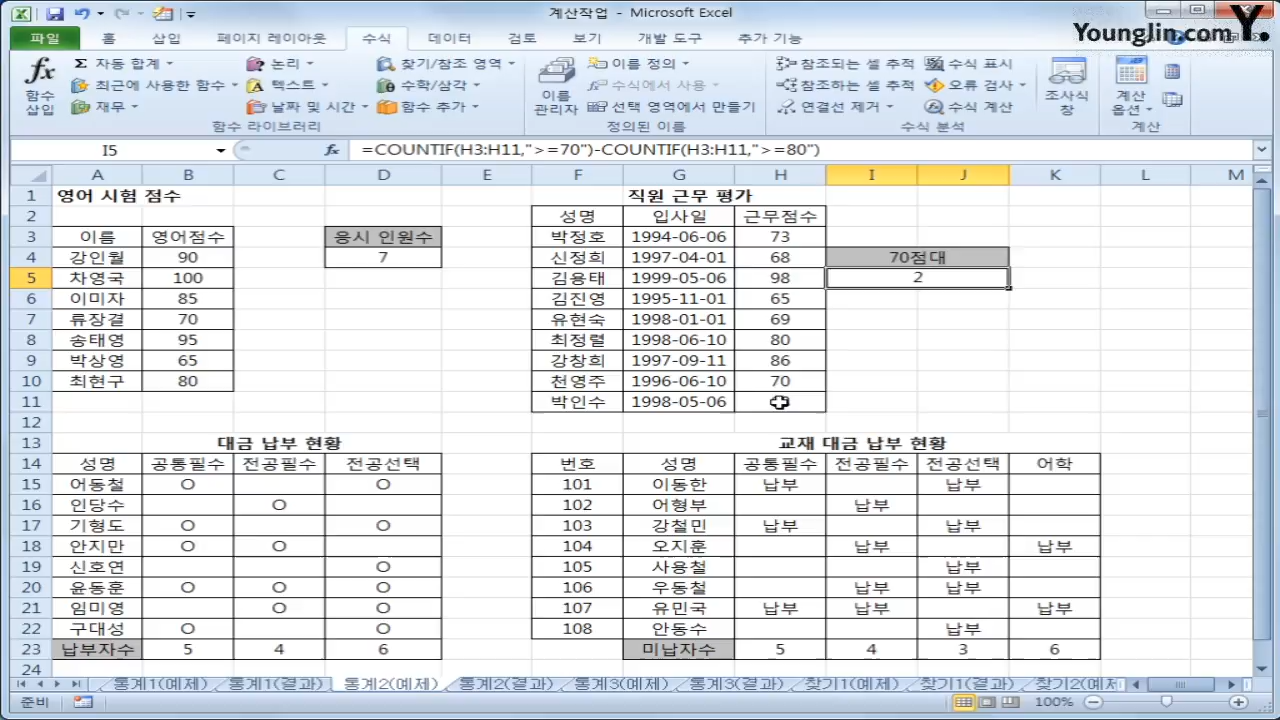 계산작업 - Microsoft Excel
Younglin.com Y.
파일 홈 삽입 페이지 레이아웃 수식 데이터 검토 보기 개발 도구 추가 기능
Σ 자동 합계 논리 찾기/참조 영역 이름 정의 참조되는 셀 추적 수식 표시
fx 함수 삽입 최근에 사용한 함수 텍스트 수학/삼각 이름 관리자 수식에서 사용 참조하는 셀 추적 오류 검사 조사식 창 계산 옵션
재무 날짜 및 시간 함수 추가 선택 영역에서 만들기 연결선 제거 수식 계산
함수 라이브러리 정의된 이름 수식 분석 계산
I5 fx =COUNTIF(H3:H11,">=70")-COUNTIF(H3:H11,">=80")
A B C D E F G H I J K L M
1 영어 시험 점수 직원 근무 평가
2 성명 입사일 근무점수
3 이름 영어점수 응시 인원수 박정호 1994-06-06 73
4 강인월 90 7 신정희 1997-04-01 68 70점대
5 차영국 100 김용태 1999-05-06 98 2
6 이미자 85 김진영 1995-11-01 65
7 류장결 70 유현숙 1998-01-01 69
8 송태영 95 최정렬 1998-06-10 80
9 박상영 65 강창희 1997-09-11 86
10 최현구 80 천영주 1996-06-10 70
11 박인수 1998-05-06
12
13 대금 납부 현황 교재 대금 납부 현황
14 성명 공통필수 전공필수 전공선택 번호 성명 공통필수 전공필수 전공선택 어학
15 어동철 O O 101 이동한 납부 납부
16 인당수 O 102 어형부 납부
17 기형도 O O 103 강철민 납부 납부
18 안지만 O O 104 오지훈 납부 납부
19 신호연 O 105 사용철 납부
20 윤동훈 O O O 106 우동철 납부 납부
21 임미영 O O 107 유민국 납부 납부 납부
22 구대성 O O 108 안동수 납부
23 납부자수 5 4 6 미납자수 5 4 3 6
24
통계1(예제) 통계1(결과) 통계2(예제) 통계2(결과) 통계3(예제) 통계3(결과) 찾기1(예제) 찾기1(결과) 찾기2(예제
준비 100%